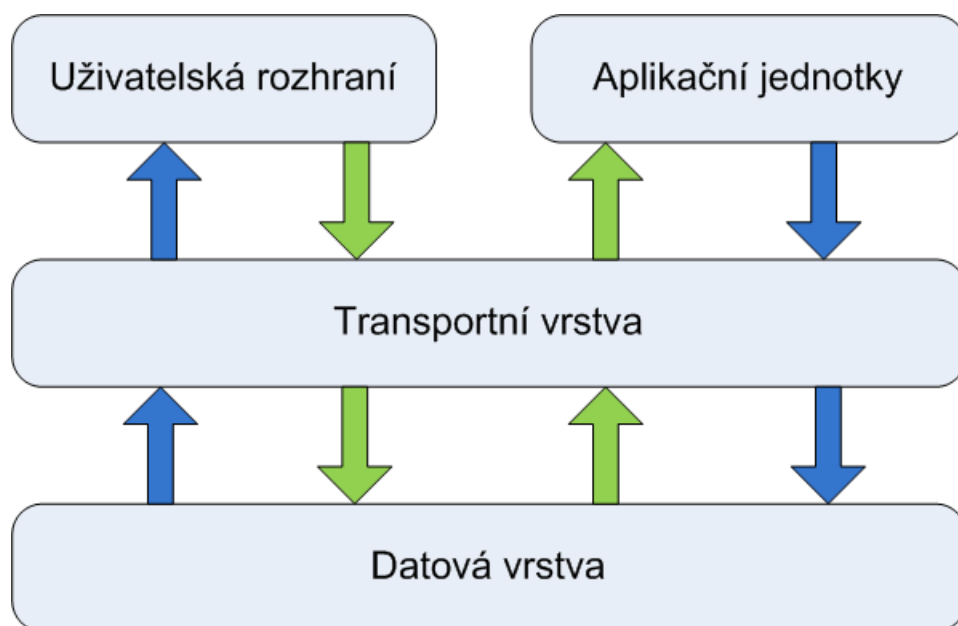 Uživatelská rozhraní
Aplikační jednotky
Transportní vrstva
Datová vrstva